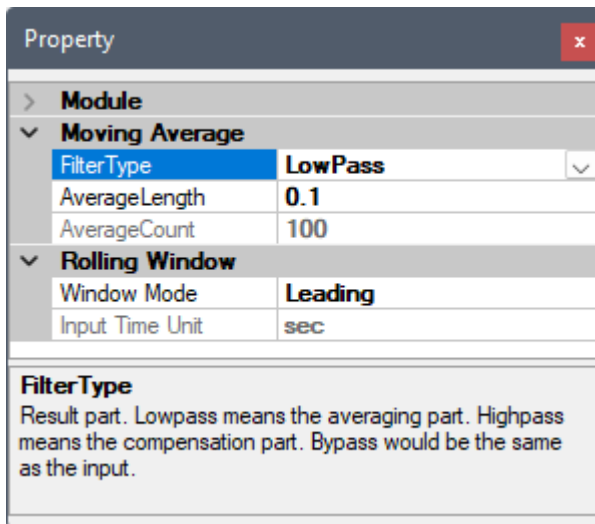 Property
x
Module
Moving Average
FilterType LowPass
AverageLength 0.1
AverageCount 100
Rolling Window
Window Mode Leading
Input Time Unit sec
FilterType
Result part. Lowpass means the averaging part. Highpass
means the compensation part. Bypass would be the same
as the input.